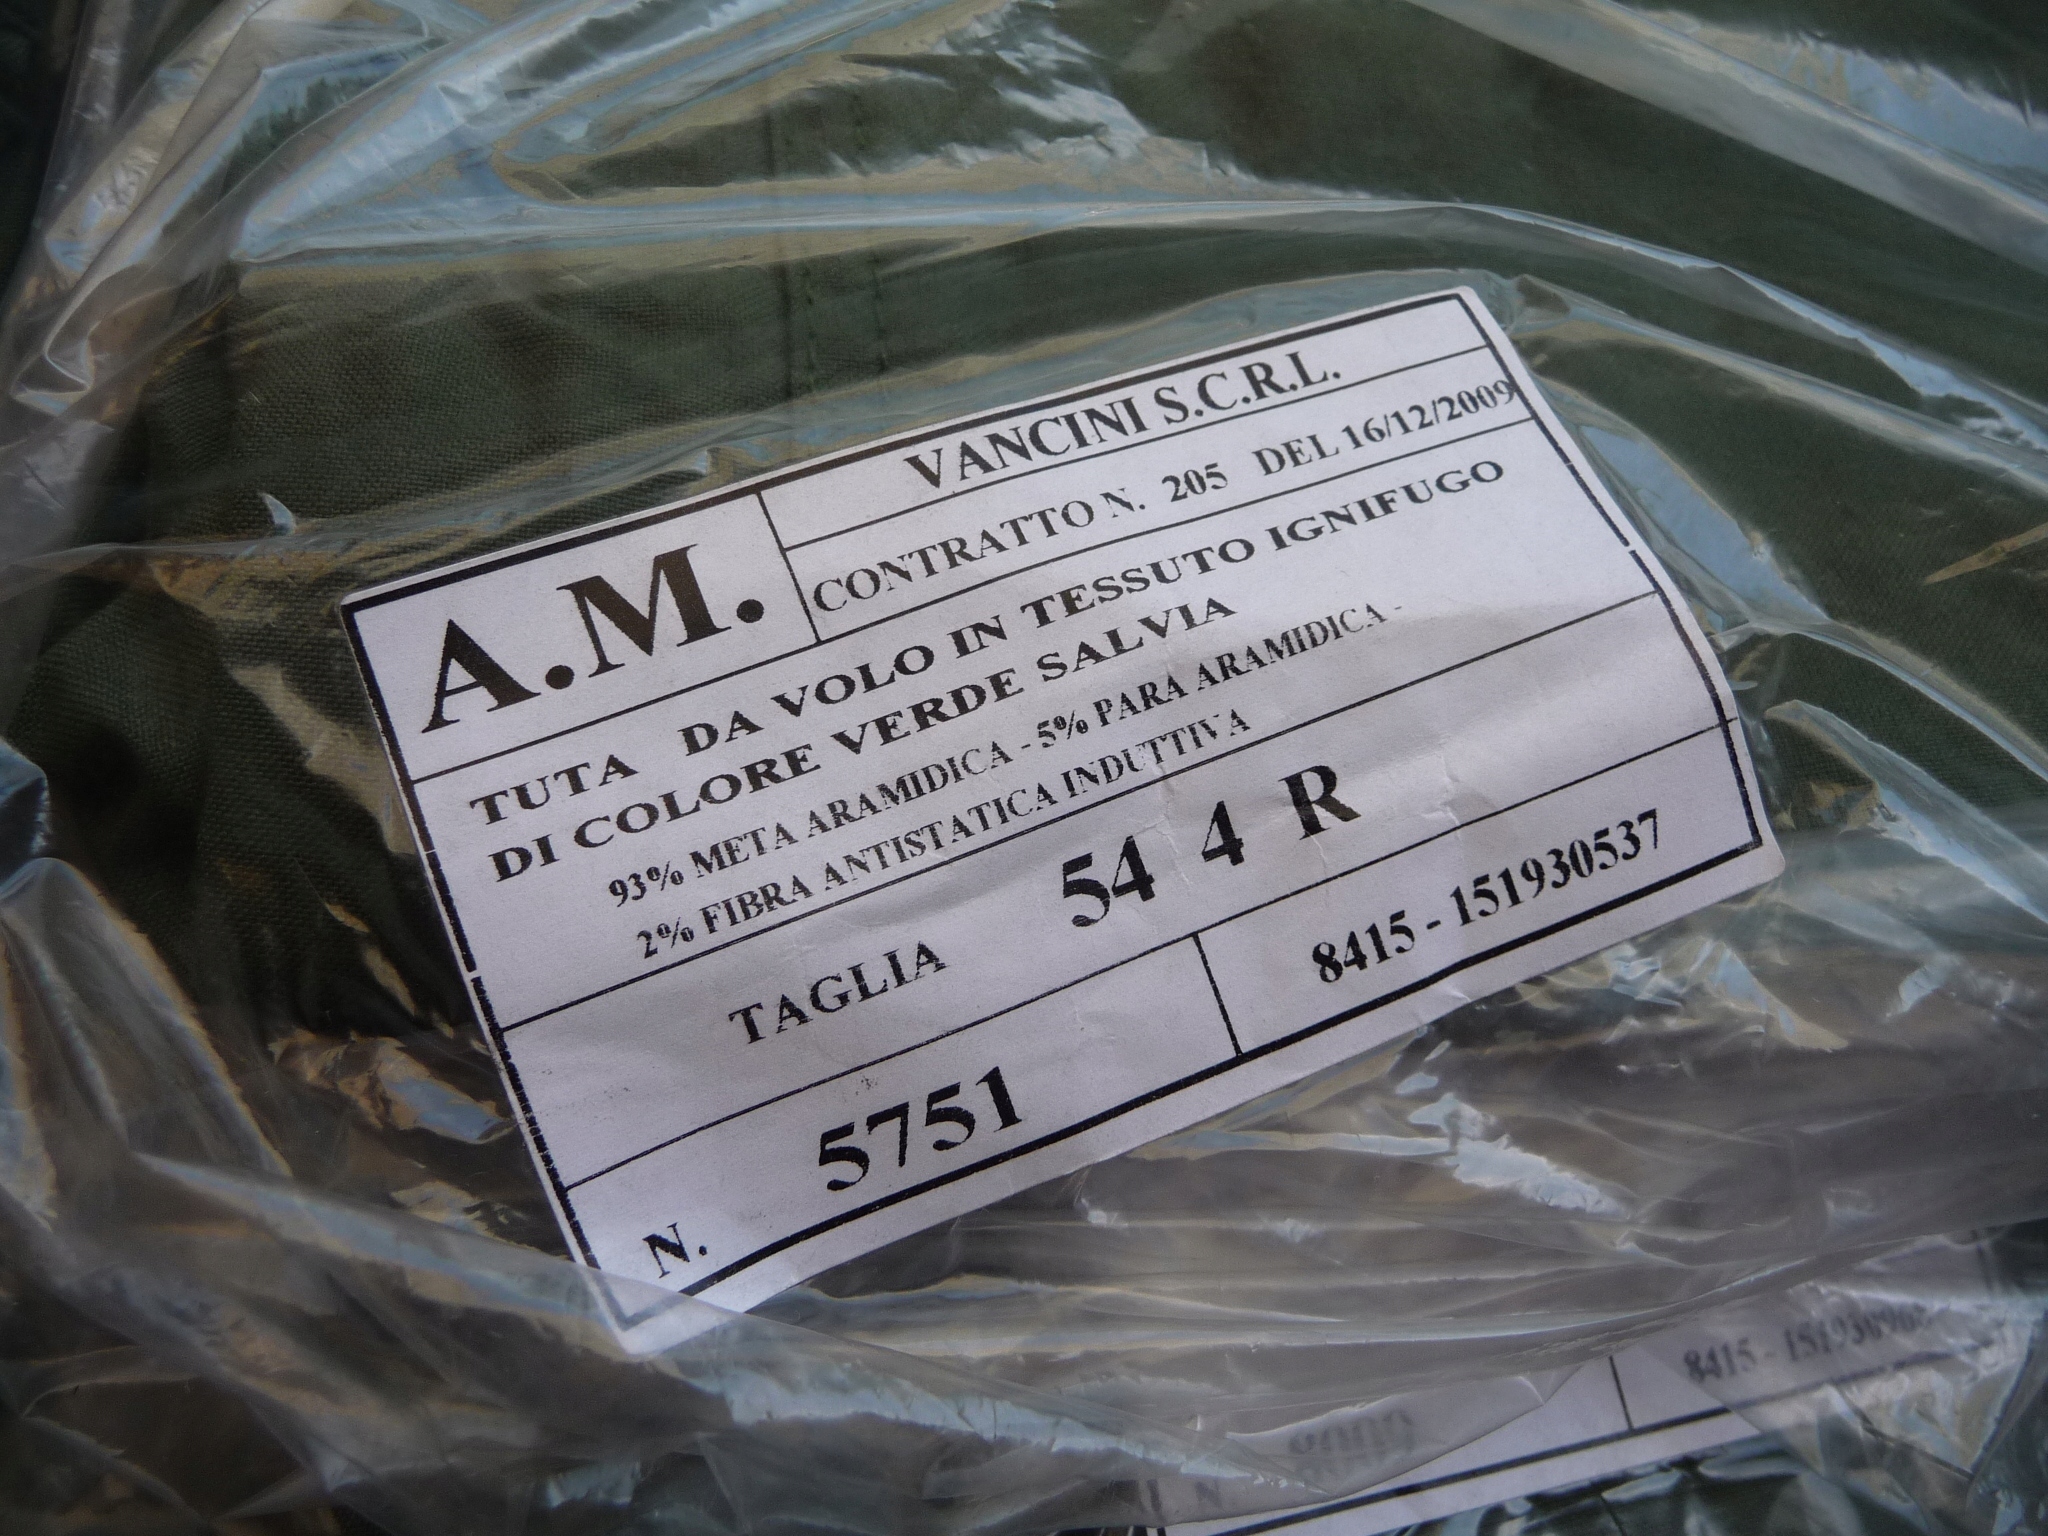 VANCINI S.C.R.L.
A.M.
CONTRATTO N. 205 DEL 16/12/2009
TUTA DA VOLO IN TESSUTO IGNIFUGO
DI COLORE VERDE SALVIA
93% META ARAMIDICA - 5% PARA ARAMIDICA -
2% FIBRA ANTISTATICA INDUTTIVA
TAGLIA 54 4 R
N. 5751
8415 - 151930537
8415 -
N